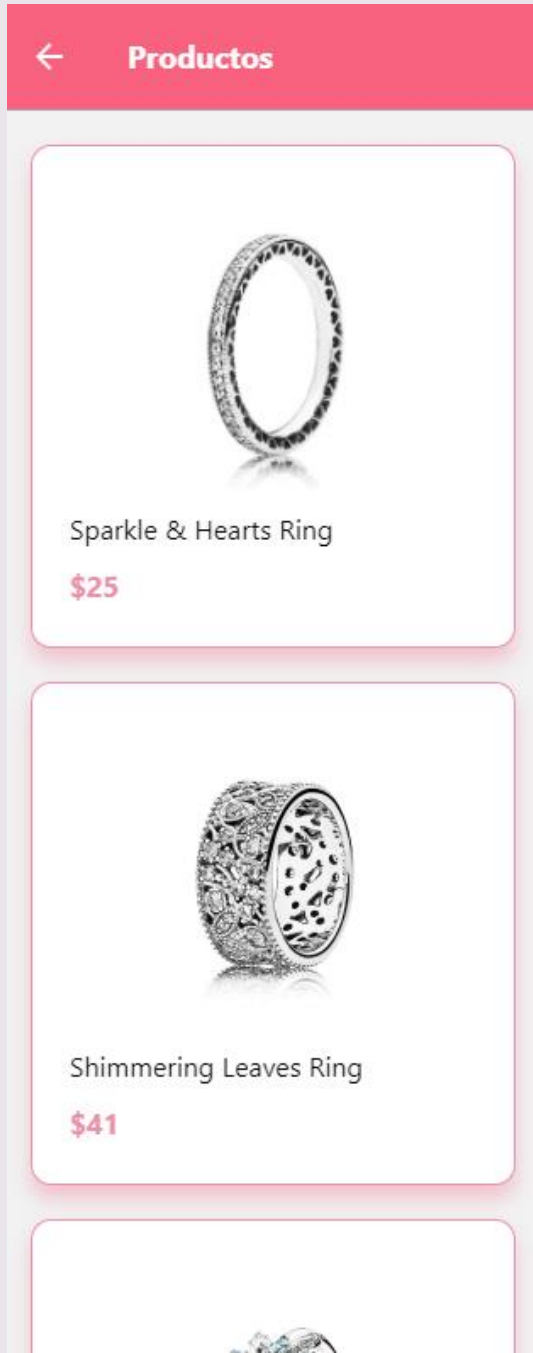 Productos
Sparkle & Hearts Ring
$25
Shimmering Leaves Ring
$41